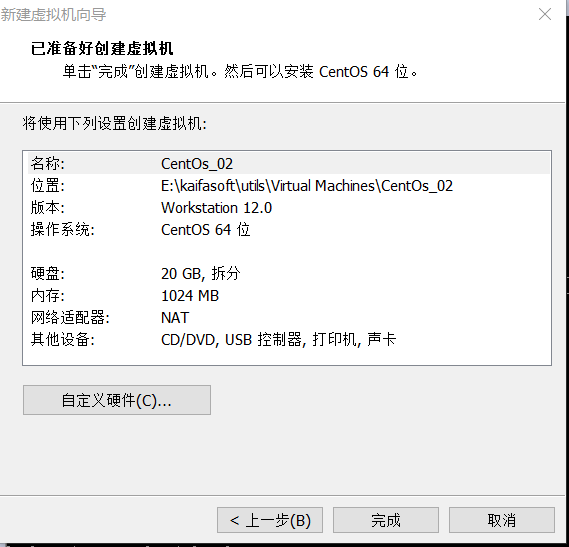 新建虚拟机向导
已准备好创建虚拟机
单击“完成”创建虚拟机。然后可以安装 CentOS 64 位。
将使用下列设置创建虚拟机:
名称: CentOs_02
位置: E:\kaifasoft\utils\Virtual Machines\CentOs_02
版本: Workstation 12.0
操作系统: CentOS 64 位
硬盘: 20 GB, 拆分
内存: 1024 MB
网络适配器: NAT
其他设备: CD/DVD, USB 控制器, 打印机, 声卡
自定义硬件(C)...
< 上一步(B) 完成 取消